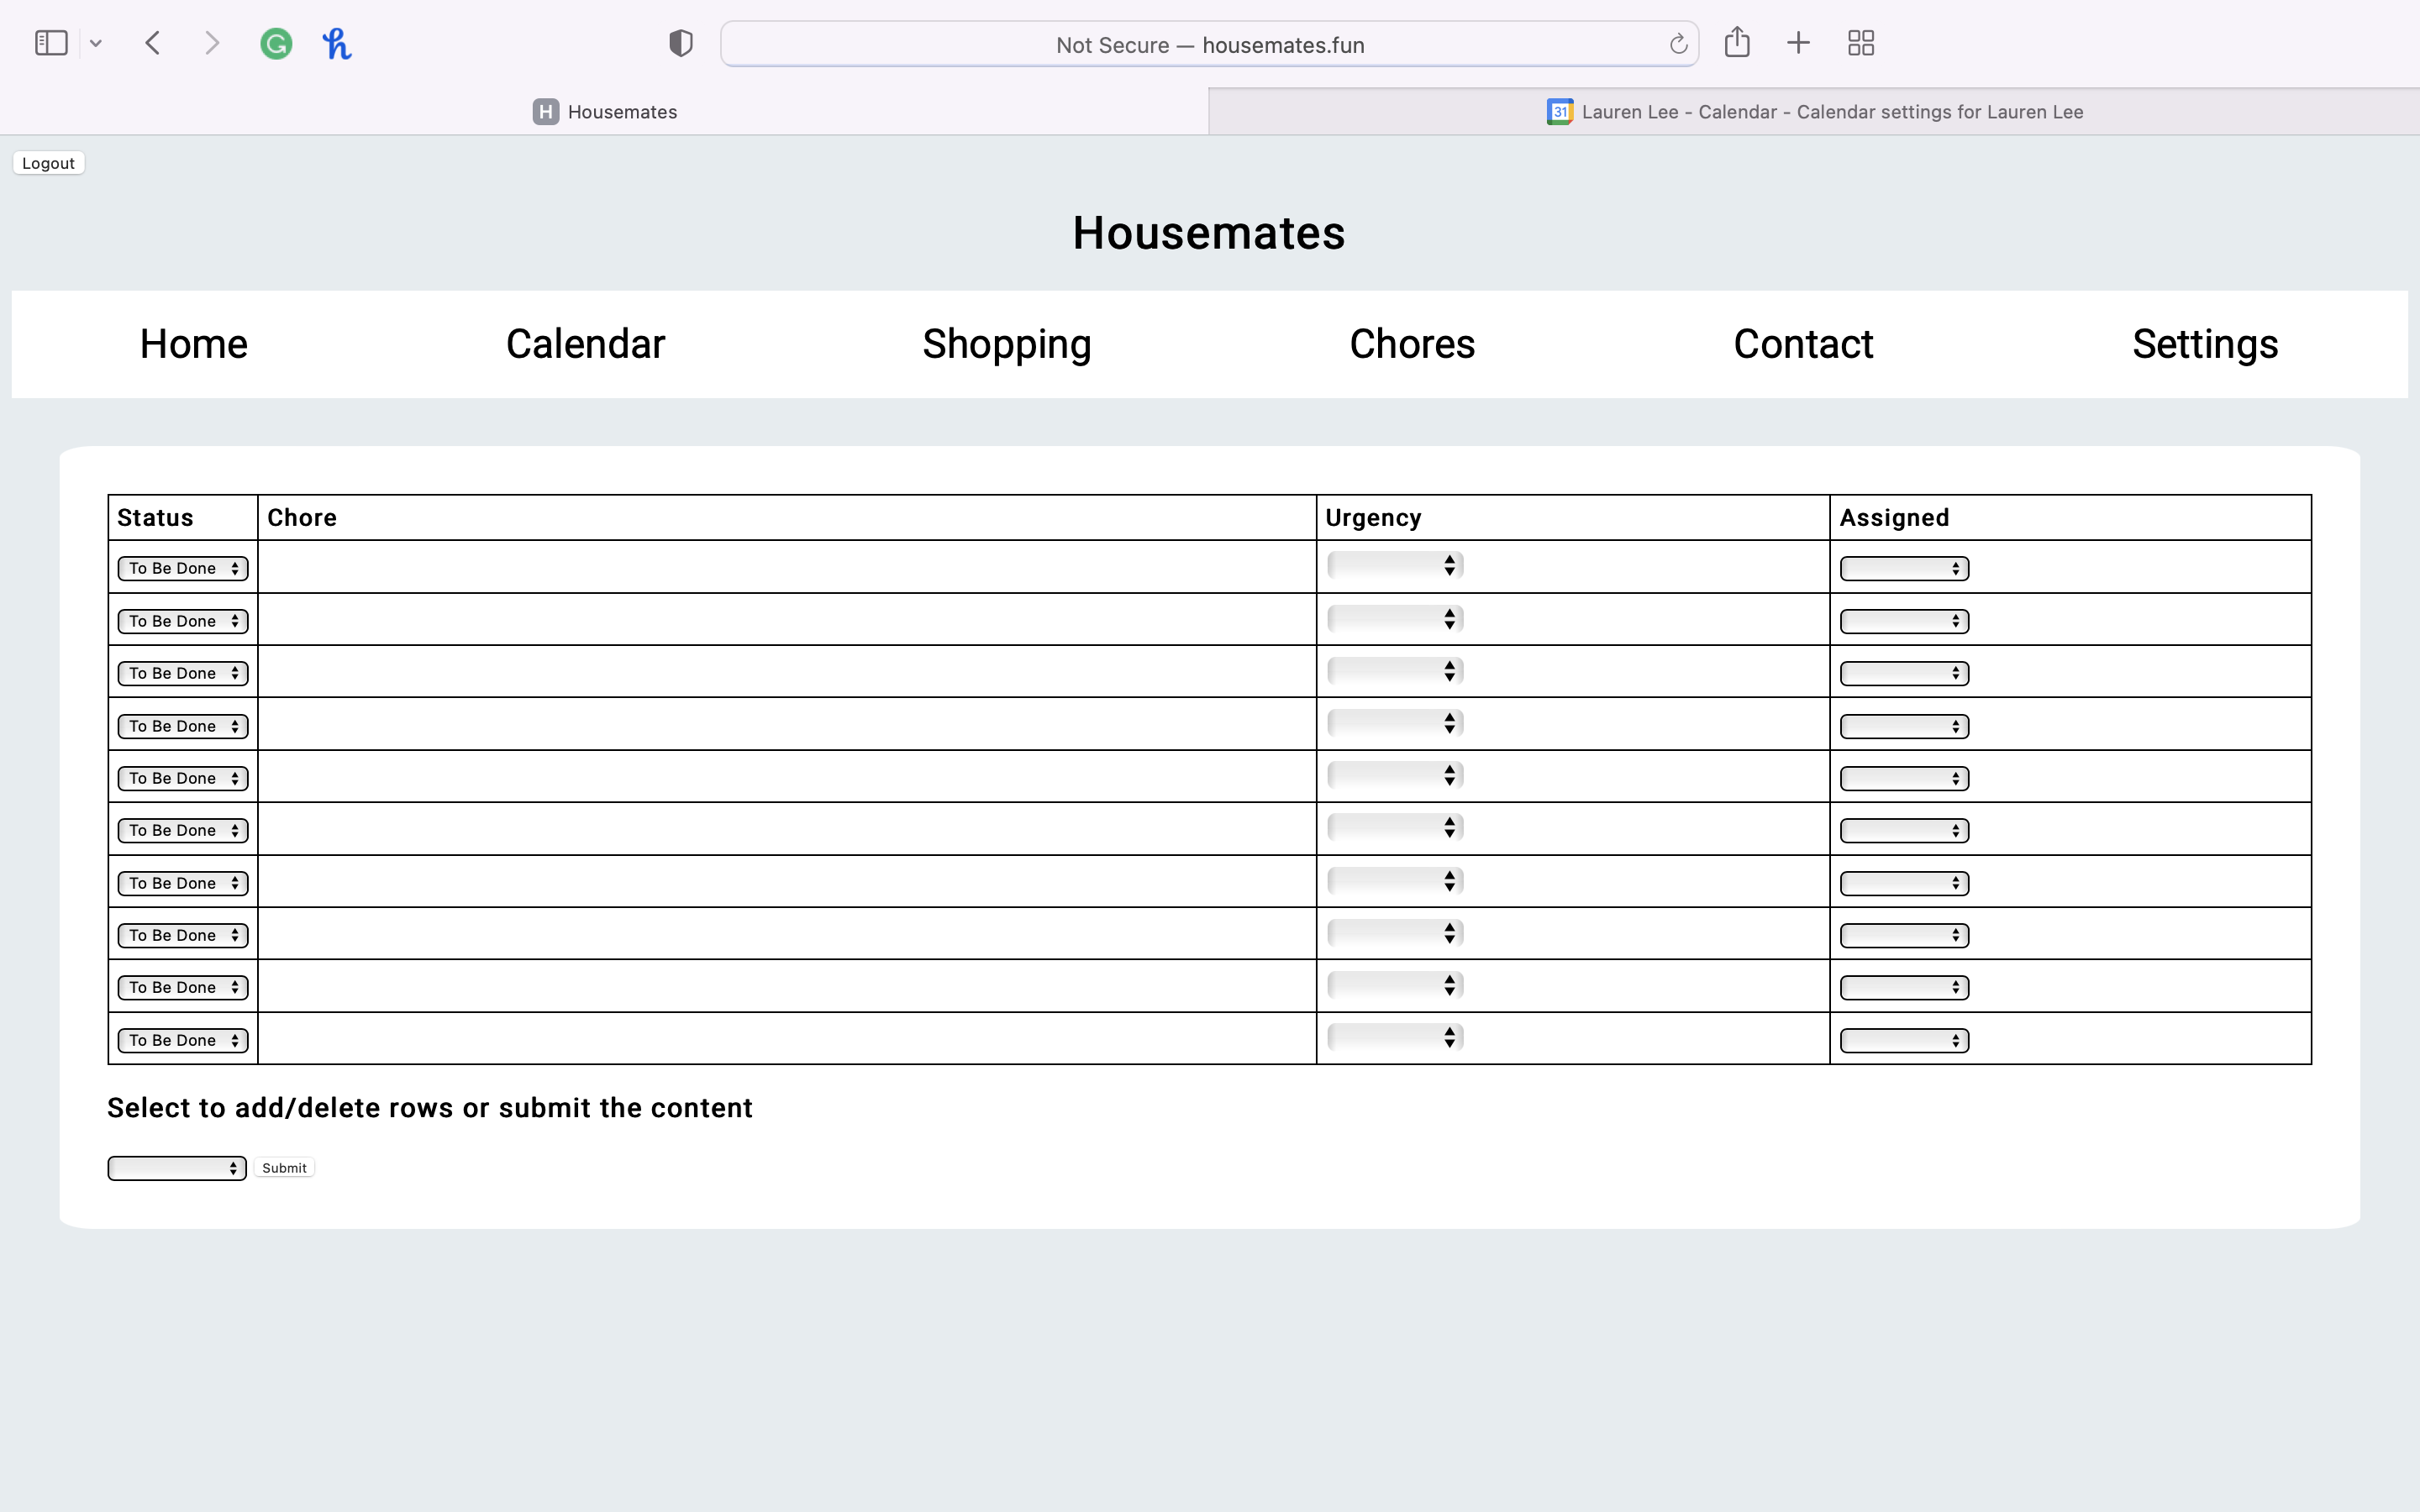 Not Secure — housemates.fun
H Housemates
31 Lauren Lee - Calendar - Calendar settings for Lauren Lee
Logout
Housemates
Home Calendar Shopping Chores Contact Settings
Status Chore Urgency Assigned
To Be Done
To Be Done
To Be Done
To Be Done
To Be Done
To Be Done
To Be Done
To Be Done
To Be Done
To Be Done
Select to add/delete rows or submit the content
Submit